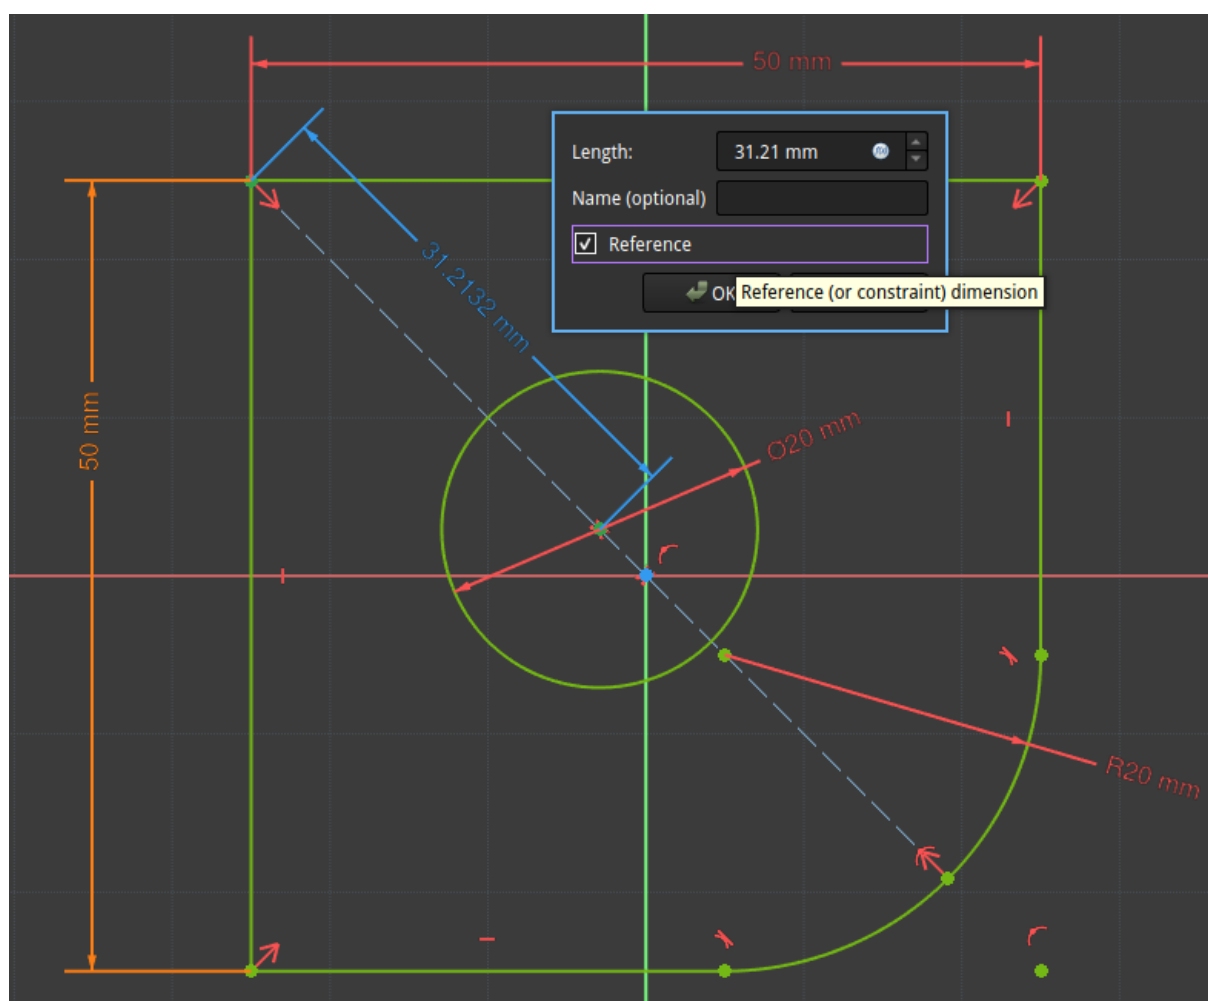 50 mm
Length:
31.21 mm
Name (optional)
Reference
OK
Reference (or constraint) dimension
31.2132 mm
50 mm
Ø20 mm
R20 mm